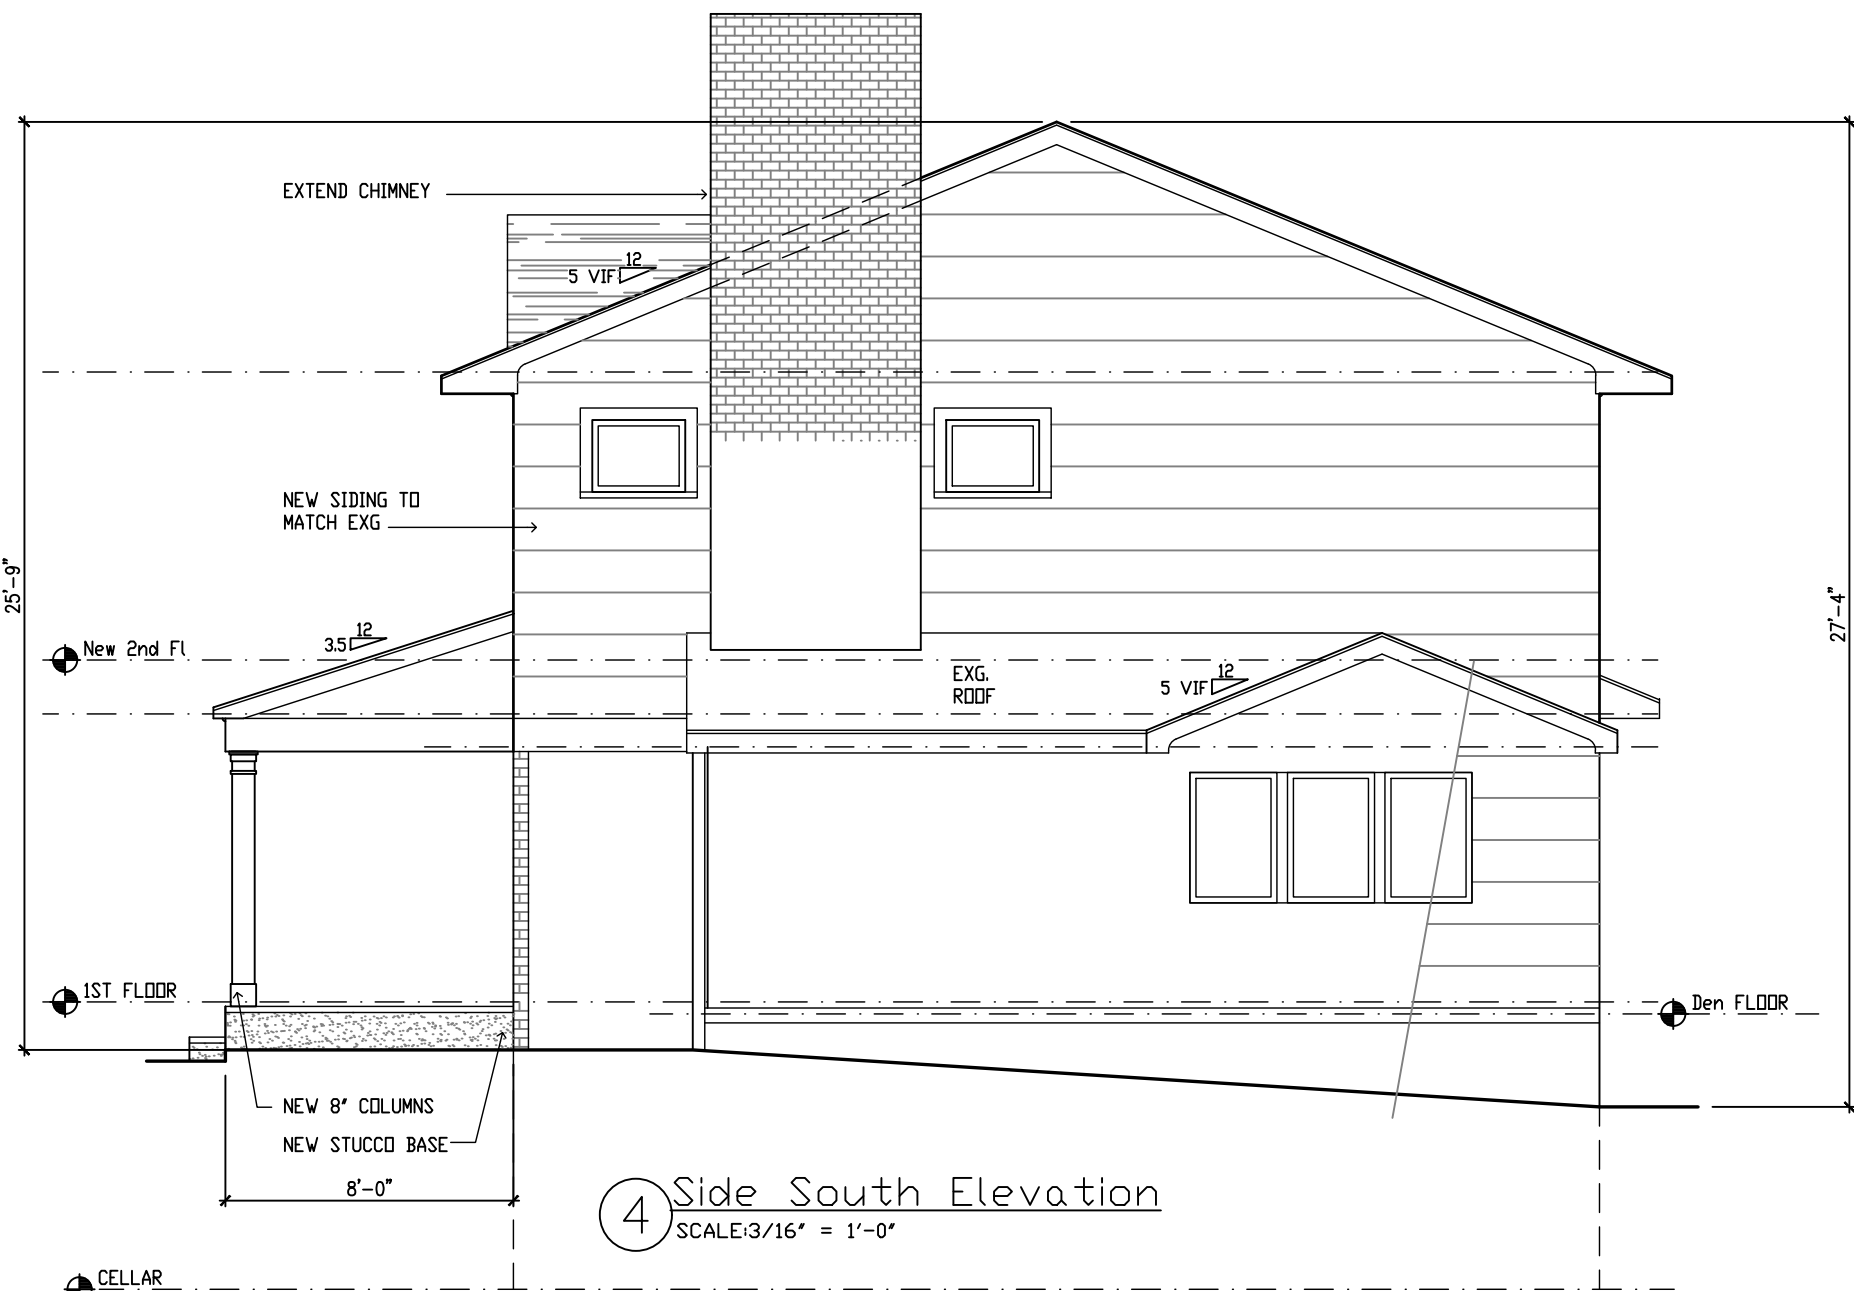 EXTEND CHIMNEY
12
5 VIF
NEW SIDING TO
MATCH EXG
25'-9"
27'-4"
12
3.5
New 2nd Fl
EXG.
ROOF
12
5 VIF
1ST FLOOR
Den FLOOR
NEW 8" COLUMNS
NEW STUCCO BASE
8'-0"
4
Side South Elevation
SCALE:3/16" = 1'-0"
CELLAR